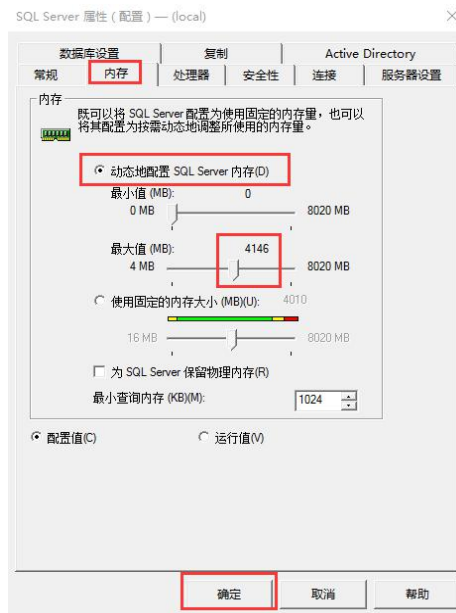 SQL Server 属性 ( 配置 ) — (local)
数据库设置 复制 Active Directory
常规 内存 处理器 安全性 连接 服务器设置
内存
既可以将 SQL Server 配置为使用固定的内存量，也可以
将其配置为按需动态地调整所使用的内存量。
动态地配置 SQL Server 内存(D)
最小值 (MB): 0
0 MB 8020 MB
最大值 (MB): 4146
4 MB 8020 MB
使用固定的内存大小 (MB)(U): 4010
16 MB 8020 MB
为 SQL Server 保留物理内存(R)
最小查询内存 (KB)(M): 1024
配置值(C) 运行值(V)
确定 取消 帮助